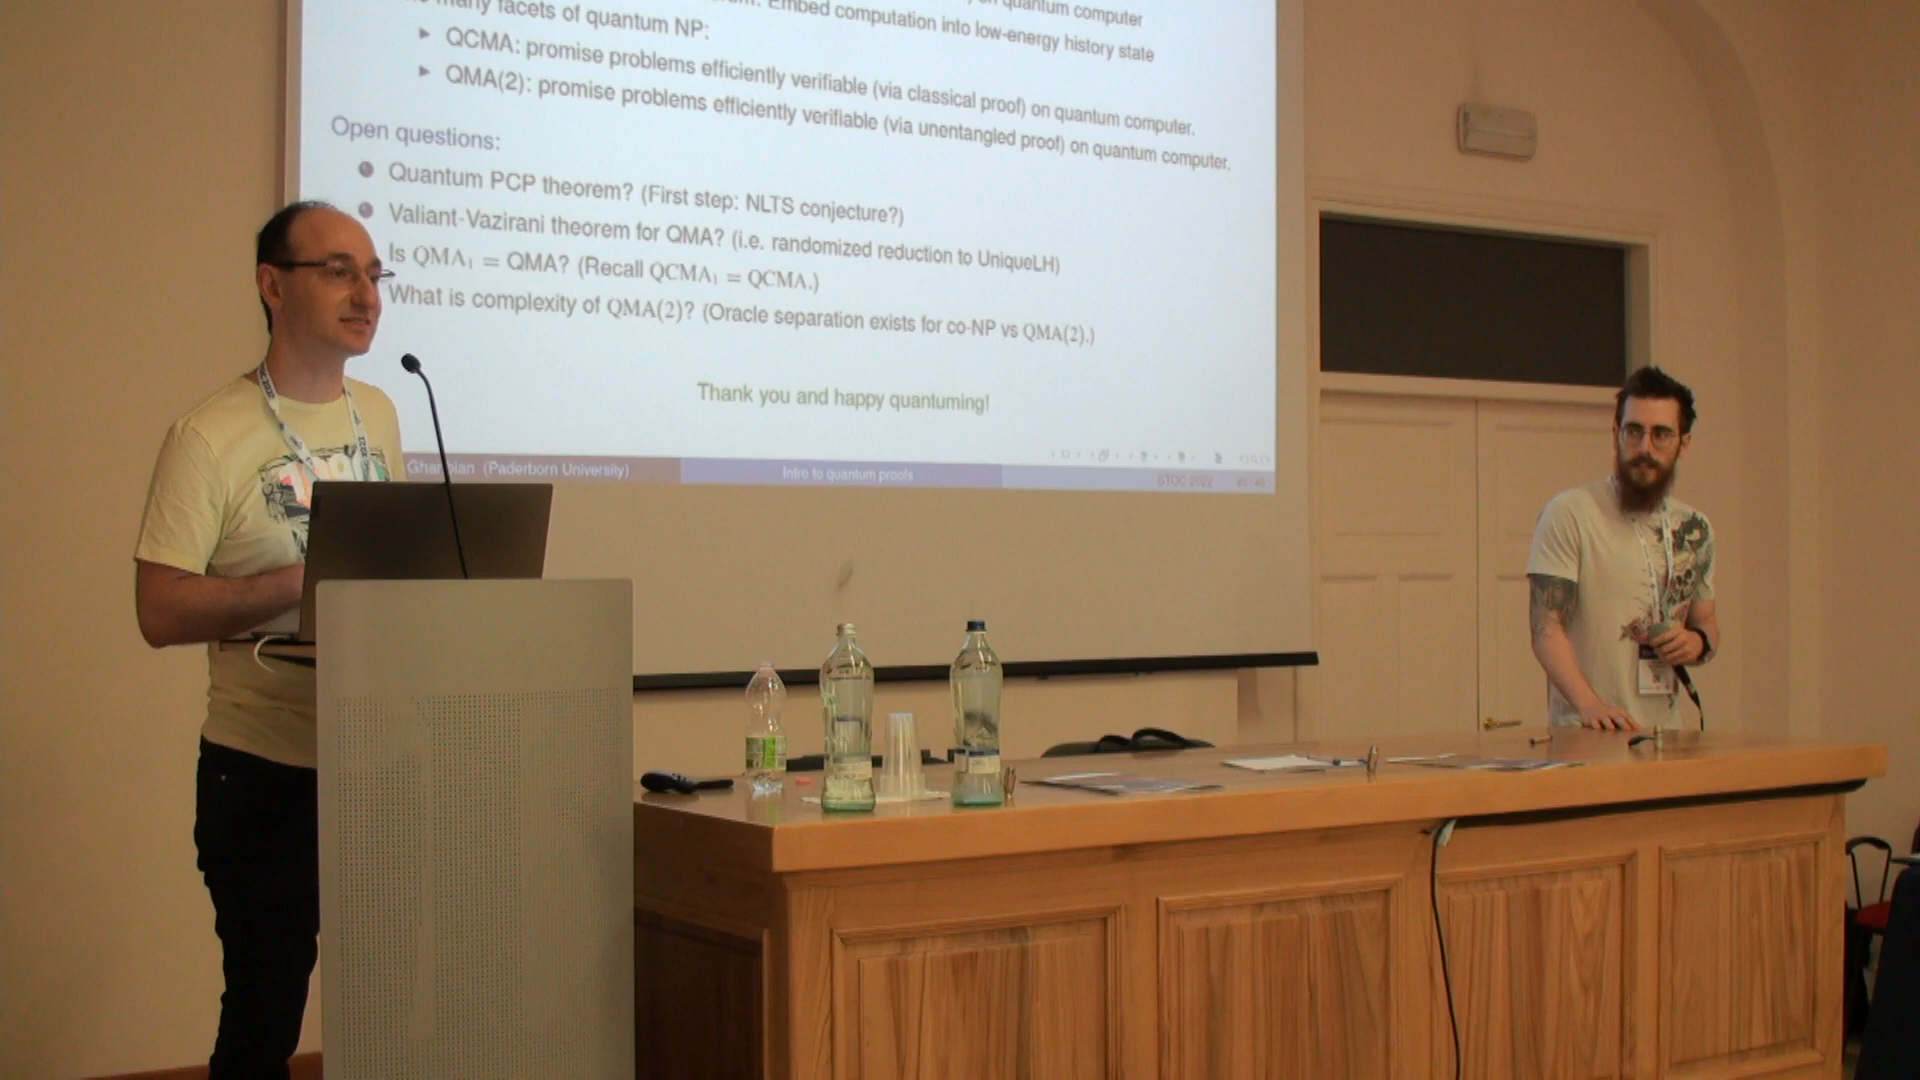 Embed computation into low-energy history state
on quantum computer
many facets of quantum NP:
QCMA: promise problems efficiently verifiable (via classical proof) on quantum computer.
QMA(2): promise problems efficiently verifiable (via unentangled proof) on quantum computer.
Open questions:
Quantum PCP theorem? (First step: NLTS conjecture?)
Valiant-Vazirani theorem for QMA? (i.e. randomized reduction to UniqueLH)
Is QMA₁ = QMA? (Recall QCMA₁ = QCMA.)
What is complexity of QMA(2)? (Oracle separation exists for co-NP vs QMA(2).)
Thank you and happy quantuming!
(Paderborn University)
Intro to quantum proofs
STOC 2022